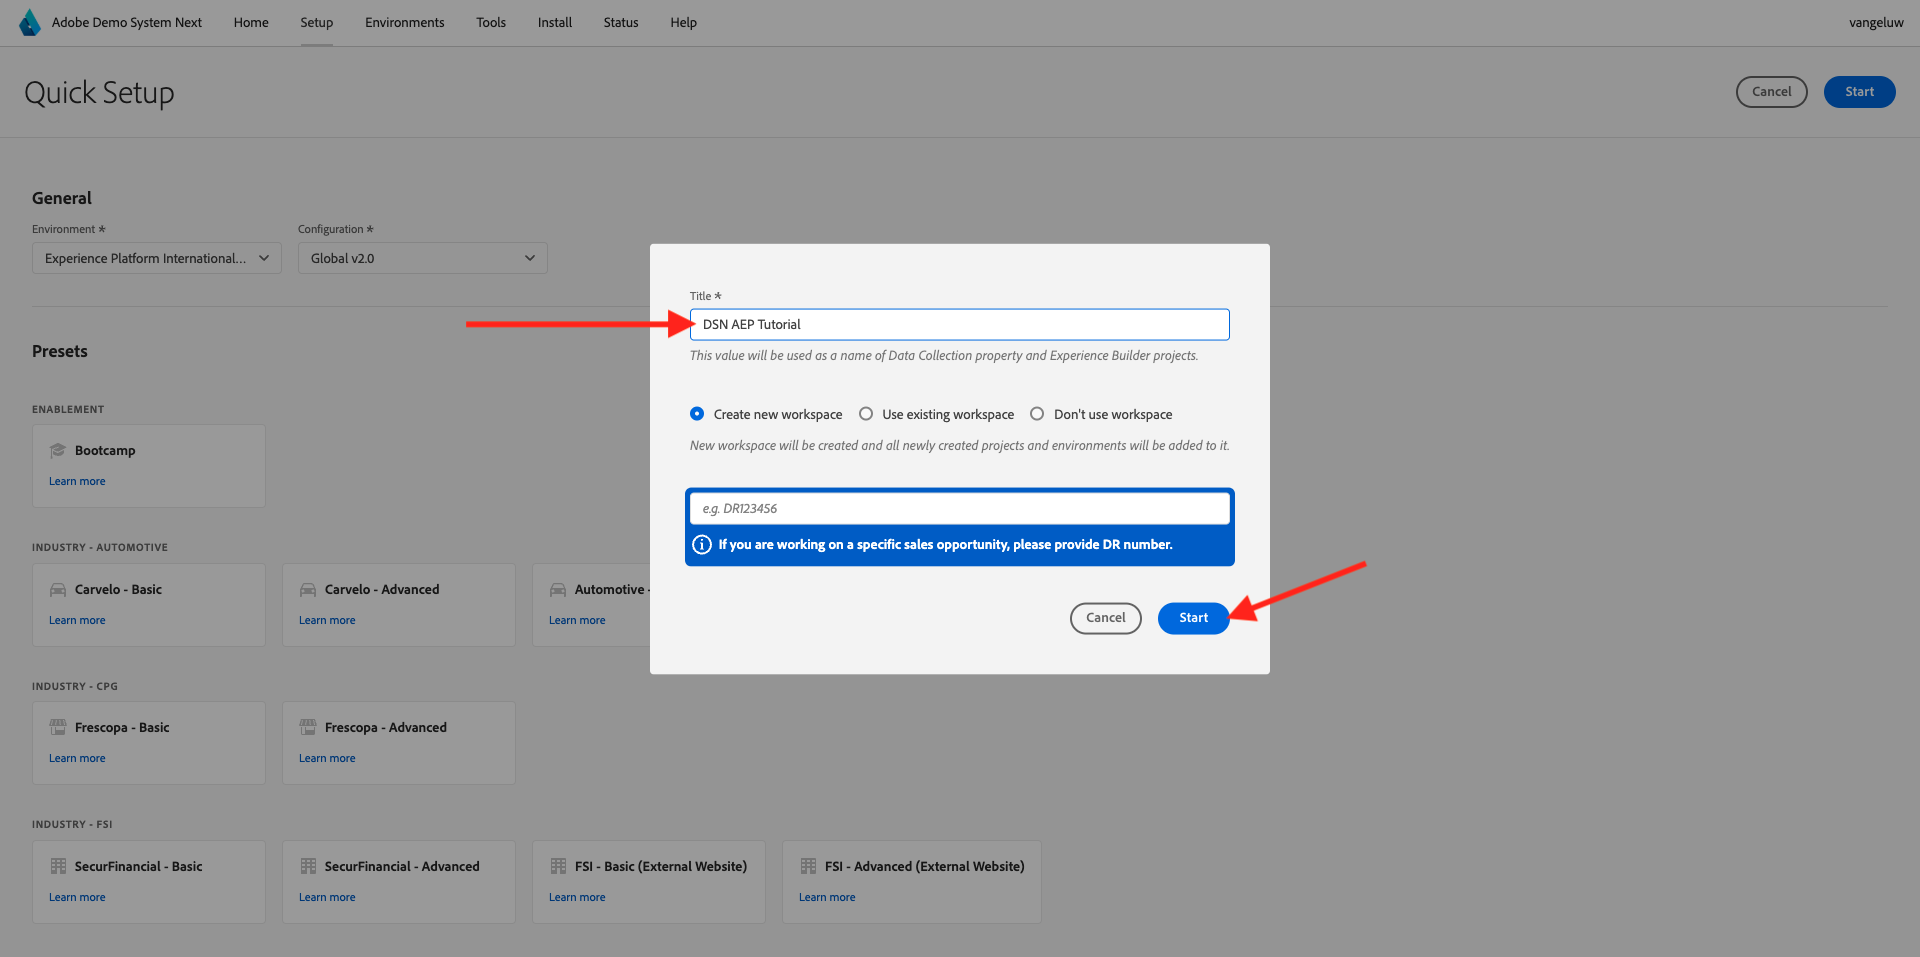 Adobe Demo System Next Home Setup Environments Tools Install Status Help vangeluw
Quick Setup Cancel Start
General
Environment * Configuration *
Experience Platform International... Global v2.0
Title *
DSN AEP Tutorial
This value will be used as a name of Data Collection property and Experience Builder projects.
Create new workspace Use existing workspace Don't use workspace
New workspace will be created and all newly created projects and environments will be added to it.
e.g. DR123456
If you are working on a specific sales opportunity, please provide DR number.
Cancel Start
Presets
ENABLEMENT
Bootcamp
Learn more
INDUSTRY - AUTOMOTIVE
Carvelo - Basic Carvelo - Advanced Automotive -
Learn more Learn more Learn more
INDUSTRY - CPG
Frescopa - Basic Frescopa - Advanced
Learn more Learn more
INDUSTRY - FSI
SecurFinancial - Basic SecurFinancial - Advanced FSI - Basic (External Website) FSI - Advanced (External Website)
Learn more Learn more Learn more Learn more